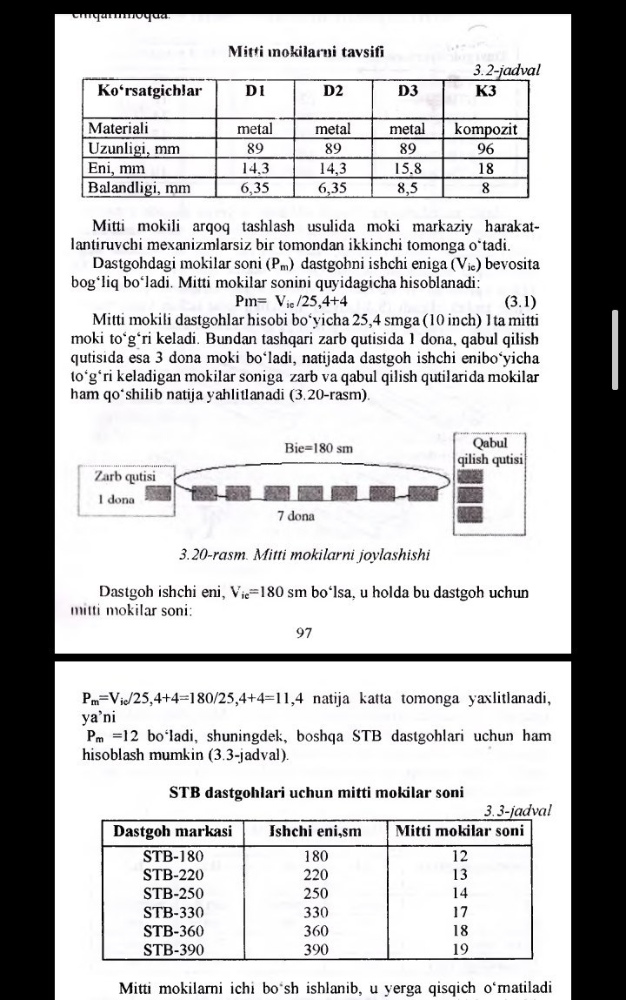 chiqarilmoqda.
Mitti mokilarni tavsifi
3.2-jadval
Ko‘rsatgichlar D1 D2 D3 K3
Materiali metal metal metal kompozit
Uzunligi, mm 89 89 89 96
Eni, mm 14,3 14,3 15,8 18
Balandligi, mm 6,35 6,35 8,5 8
Mitti mokili arqoq tashlash usulida moki markaziy harakat-
lantiruvchi mexanizmlarsiz bir tomondan ikkinchi tomonga o‘tadi.
Dastgohdagi mokilar soni (Pm) dastgohni ishchi eniga (Vie) bevosita
bog‘liq bo‘ladi. Mitti mokilar sonini quyidagicha hisoblanadi:
Pm= Vie/25,4+4 (3.1)
Mitti mokili dastgohlar hisobi bo‘yicha 25,4 smga (10 inch) 1ta mitti
moki to‘g‘ri keladi. Bundan tashqari zarb qutisida 1 dona, qabul qilish
qutisida esa 3 dona moki bo‘ladi, natijada dastgoh ishchi enibo‘yicha
to‘g‘ri keladigan mokilar soniga zarb va qabul qilish qutilarida mokilar
ham qo‘shilib natija yahlitlanadi (3.20-rasm).
Bie=180 sm
Qabul
qilish qutisi
Zarb qutisi
1 dona
7 dona
3.20-rasm. Mitti mokilarni joylashishi
Dastgoh ishchi eni, Vie=180 sm bo‘lsa, u holda bu dastgoh uchun
mitti mokilar soni:
97
Pm=Vie/25,4+4=180/25,4+4=11,4 natija katta tomonga yaxlitlanadi,
ya’ni
Pm =12 bo‘ladi, shuningdek, boshqa STB dastgohlari uchun ham
hisoblash mumkin (3.3-jadval).
STB dastgohlari uchun mitti mokilar soni
3.3-jadval
Dastgoh markasi Ishchi eni,sm Mitti mokilar soni
STB-180 180 12
STB-220 220 13
STB-250 250 14
STB-330 330 17
STB-360 360 18
STB-390 390 19
Mitti mokilarni ichi bo‘sh ishlanib, u yerga qisqich o‘rnatiladi